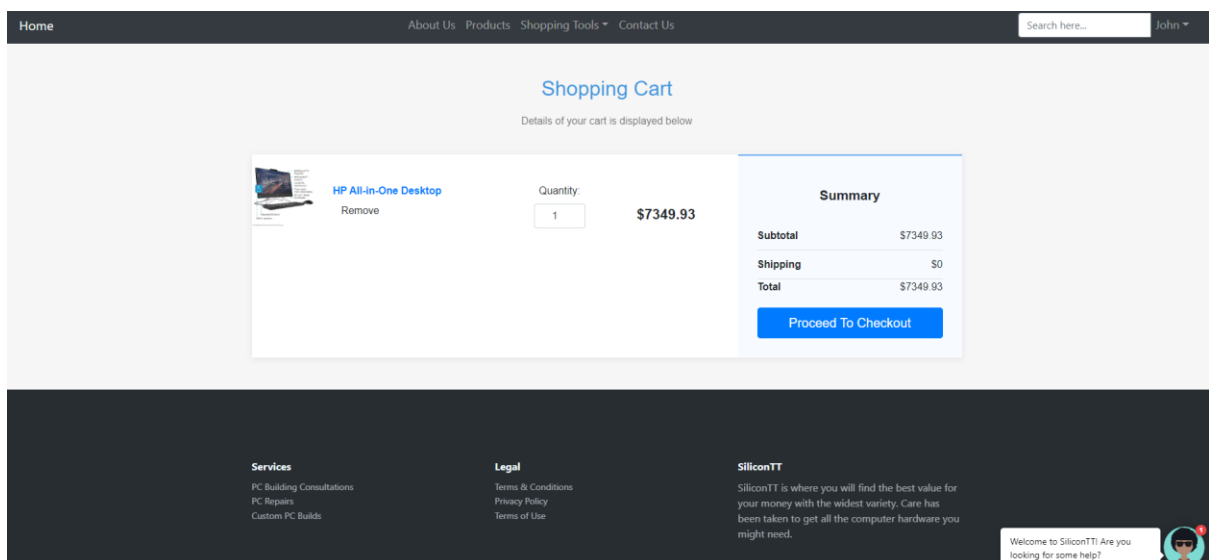 Home
About Us Products Shopping Tools Contact Us
Search here...
John
Shopping Cart
Details of your cart is displayed below
HP All-in-One Desktop
Remove
Quantity:
1
$7349.93
Summary
Subtotal $7349.93
Shipping $0
Total $7349.93
Proceed To Checkout
Services
PC Building Consultations
PC Repairs
Custom PC Builds
Legal
Terms & Conditions
Privacy Policy
Terms of Use
SiliconTT
SiliconTT is where you will find the best value for
your money with the widest variety. Care has
been taken to get all the computer hardware you
might need.
Welcome to SiliconTT! Are you
looking for some help?
1